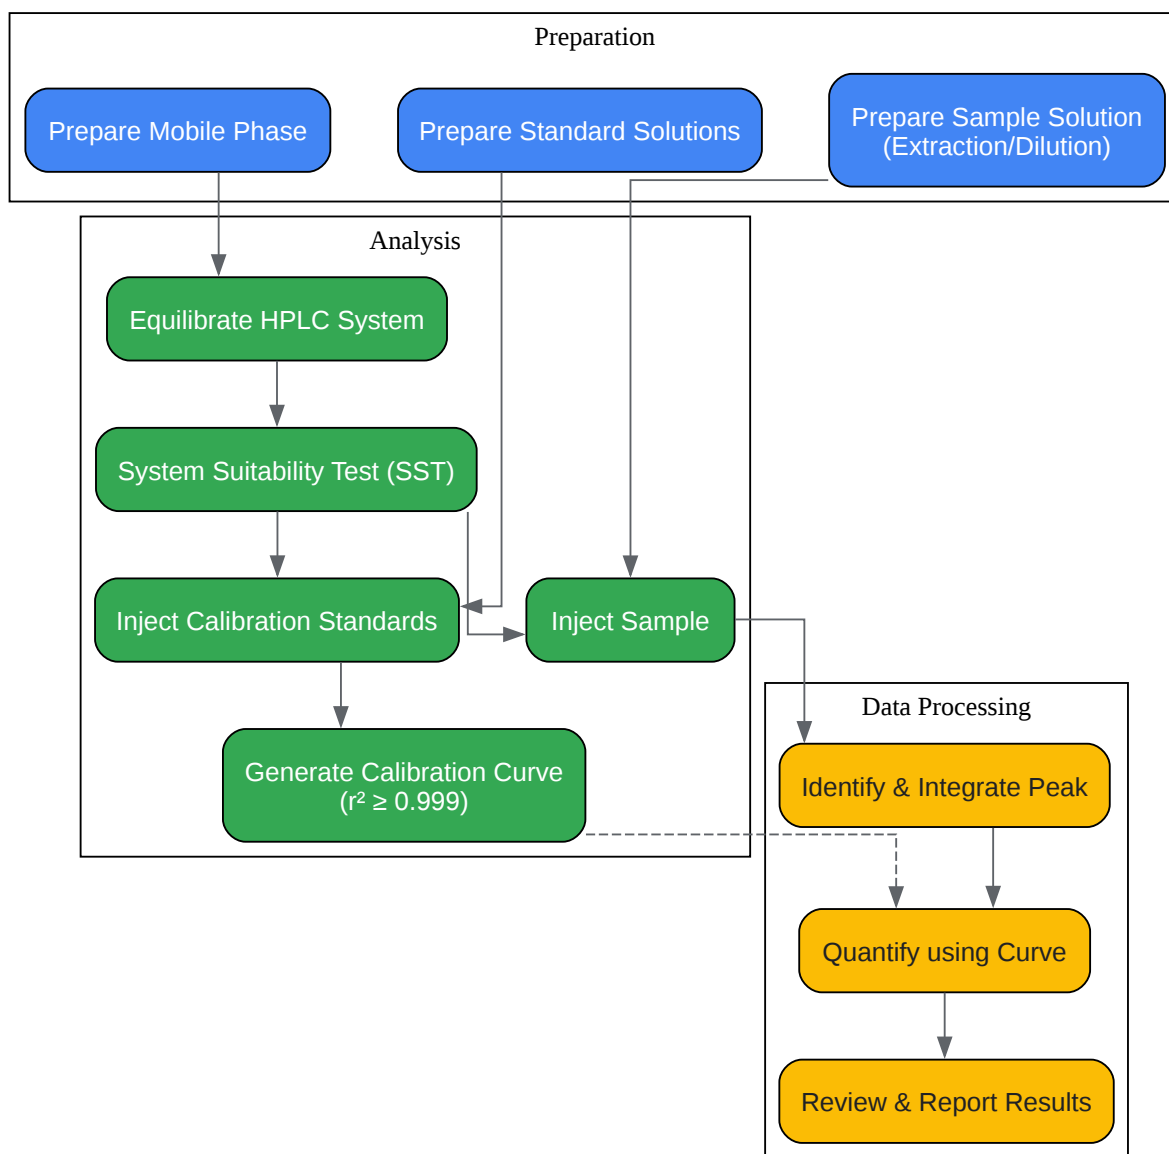 Preparation
Prepare Mobile Phase
Prepare Standard Solutions
Prepare Sample Solution
(Extraction/Dilution)
Analysis
Equilibrate HPLC System
System Suitability Test (SST)
Inject Calibration Standards
Inject Sample
Generate Calibration Curve
(r² ≥ 0.999)
Data Processing
Identify & Integrate Peak
Quantify using Curve
Review & Report Results